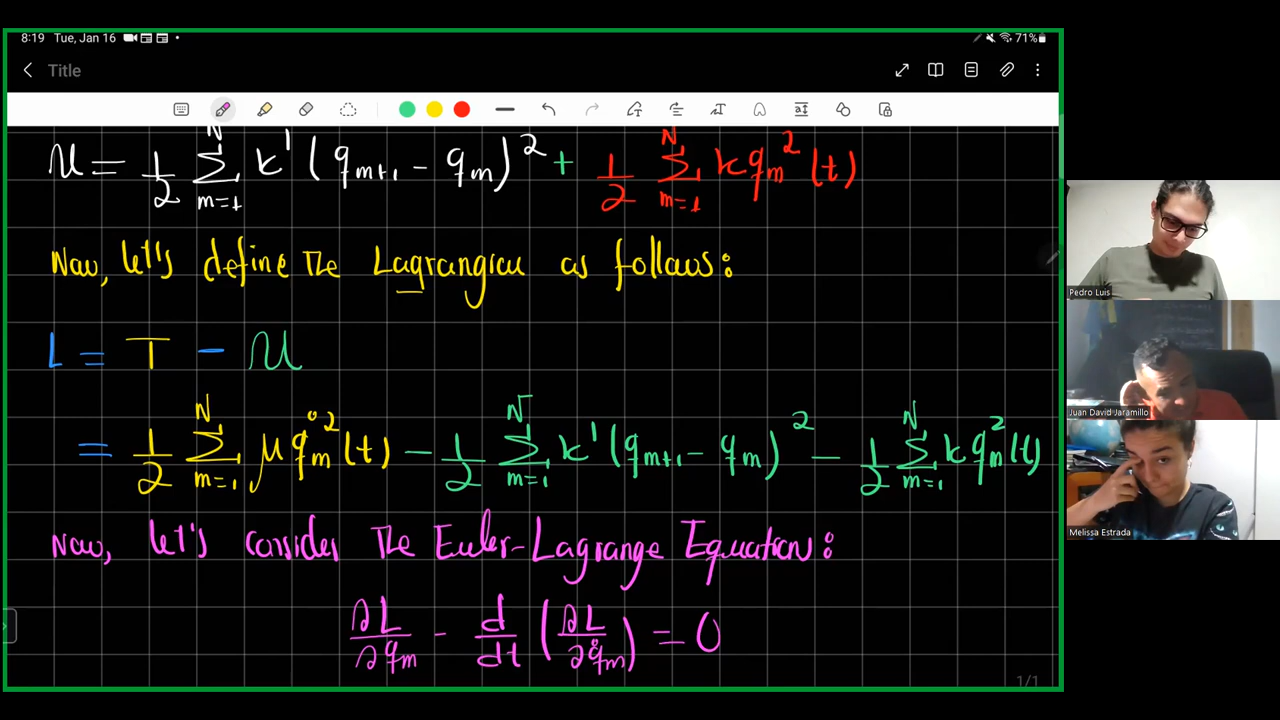 8:19 Tue, Jan 16 71%
Title
U = 1/2 Σ_{m=1}^{N} k' (q_{m+1} - q_m)^2 + 1/2 Σ_{m=1}^{N} k q_m^2 (t)
Now, let's define the Lagrangian as follows:
L = T - U
= 1/2 Σ_{m=1}^{N} μ q̇_m^2 (t) - 1/2 Σ_{m=1}^{N} k' (q_{m+1} - q_m)^2 - 1/2 Σ_{m=1}^{N} k q_m^2 (t)
Now, let's consider the Euler-Lagrange Equation:
∂L/∂q_m - d/dt (∂L/∂q̇_m) = 0
1/1
Pedro Luis
Juan David Jaramillo
Melissa Estrada